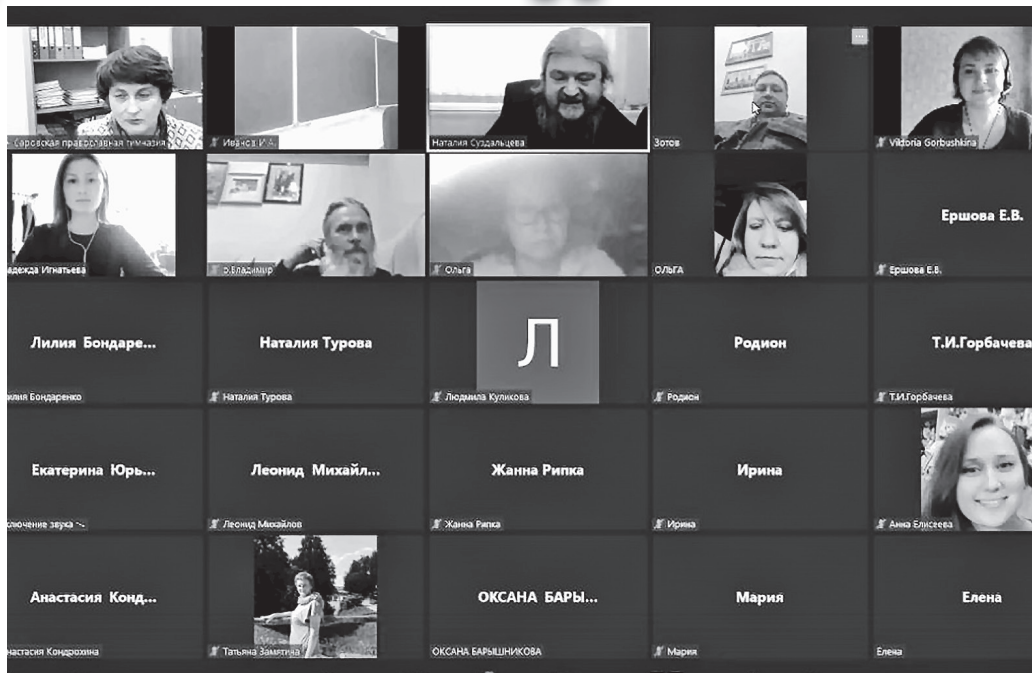 Саровская православная гимназия
Иванов И.А.
Наталия Суздальцева
Зотов
Viktoria Gorbushkina
адежда Игнатьева
о.Владимир
Ольга
ОЛЬГА
Ершова Е.В.
Ершова Е.В.
Лилия Бондаре...
илия Бондаренко
Наталия Турова
Наталия Турова
Л
Людмила Куликова
Родион
Родион
Т.И.Горбачева
Т.И.Горбачева
Екатерина Юрь...
ключение звука
Леонид Михайл...
Леонид Михайлов
Жанна Рипка
Жанна Рипка
Ирина
Ирина
Анна Елисеева
Анастасия Конд...
настасия Кондрохина
Татьяна Замятина
ОКСАНА БАРЫ...
ОКСАНА БАРЫШНИКОВА
Мария
Мария
Елена
Елена